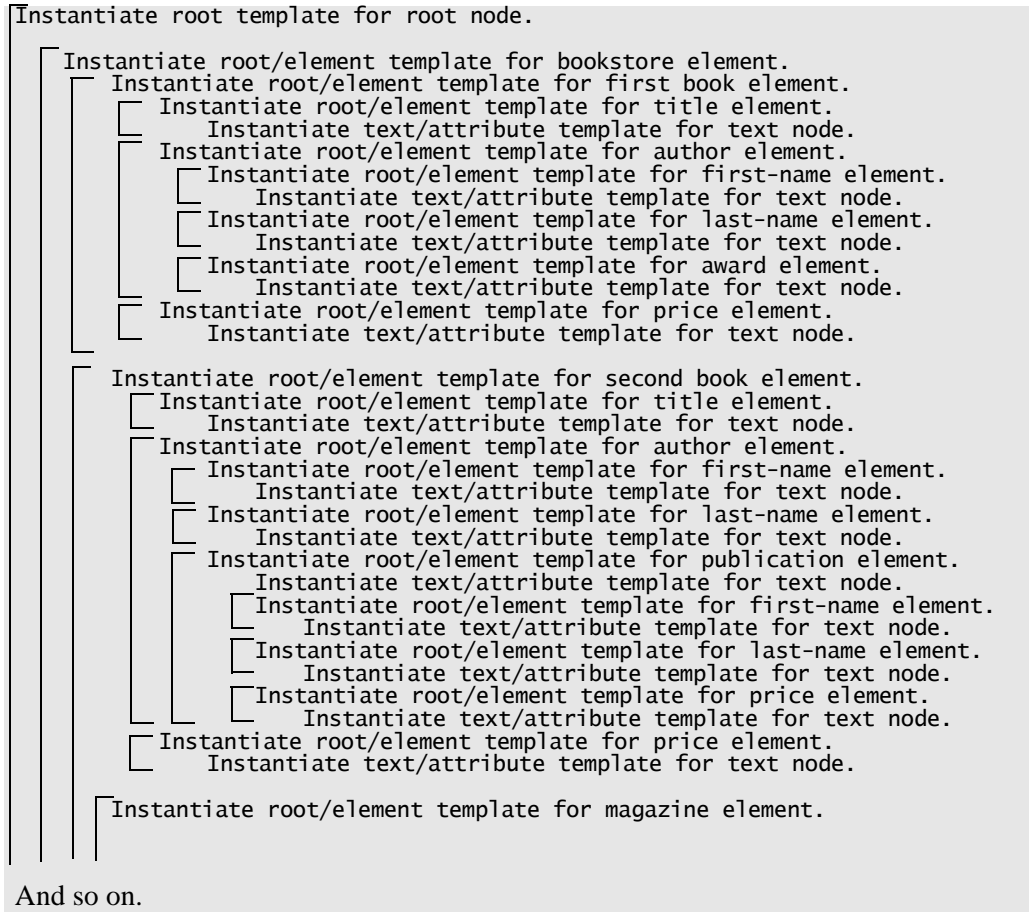 Instantiate root template for root node.
Instantiate root/element template for bookstore element.
Instantiate root/element template for first book element.
Instantiate root/element template for title element.
Instantiate text/attribute template for text node.
Instantiate root/element template for author element.
Instantiate root/element template for first-name element.
Instantiate text/attribute template for text node.
Instantiate root/element template for last-name element.
Instantiate text/attribute template for text node.
Instantiate root/element template for award element.
Instantiate text/attribute template for text node.
Instantiate root/element template for price element.
Instantiate text/attribute template for text node.
Instantiate root/element template for second book element.
Instantiate root/element template for title element.
Instantiate text/attribute template for text node.
Instantiate root/element template for author element.
Instantiate root/element template for first-name element.
Instantiate text/attribute template for text node.
Instantiate root/element template for last-name element.
Instantiate text/attribute template for text node.
Instantiate root/element template for publication element.
Instantiate text/attribute template for text node.
Instantiate root/element template for first-name element.
Instantiate text/attribute template for text node.
Instantiate root/element template for last-name element.
Instantiate text/attribute template for text node.
Instantiate root/element template for price element.
Instantiate text/attribute template for text node.
Instantiate root/element template for price element.
Instantiate text/attribute template for text node.
Instantiate root/element template for magazine element.
And so on.